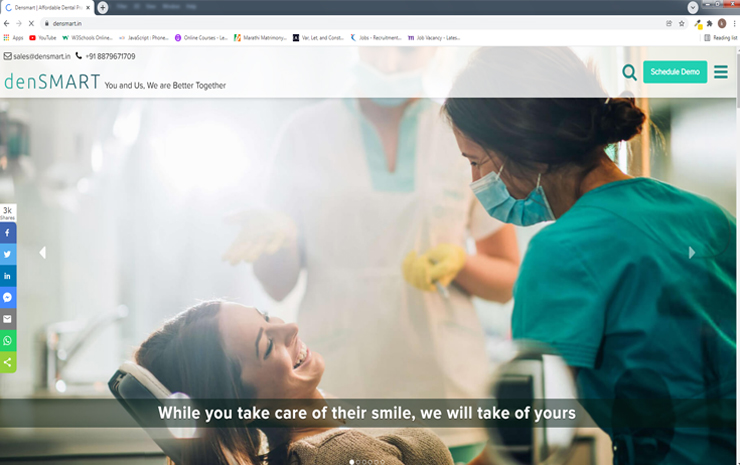 Densmart | Affordable Dental Pr
densmart.in
Apps YouTube W3Schools Online... JavaScript : Phone... Online Courses - Le... Marathi Matrimony... Var, Let, and Const... Jobs - Recruitment... Job Vacancy - Lates... Reading list
sales@densmart.in +91 8879671709
denSMART You and Us, We are Better Together
Schedule Demo
3k
Shares
While you take care of their smile, we will take of yours